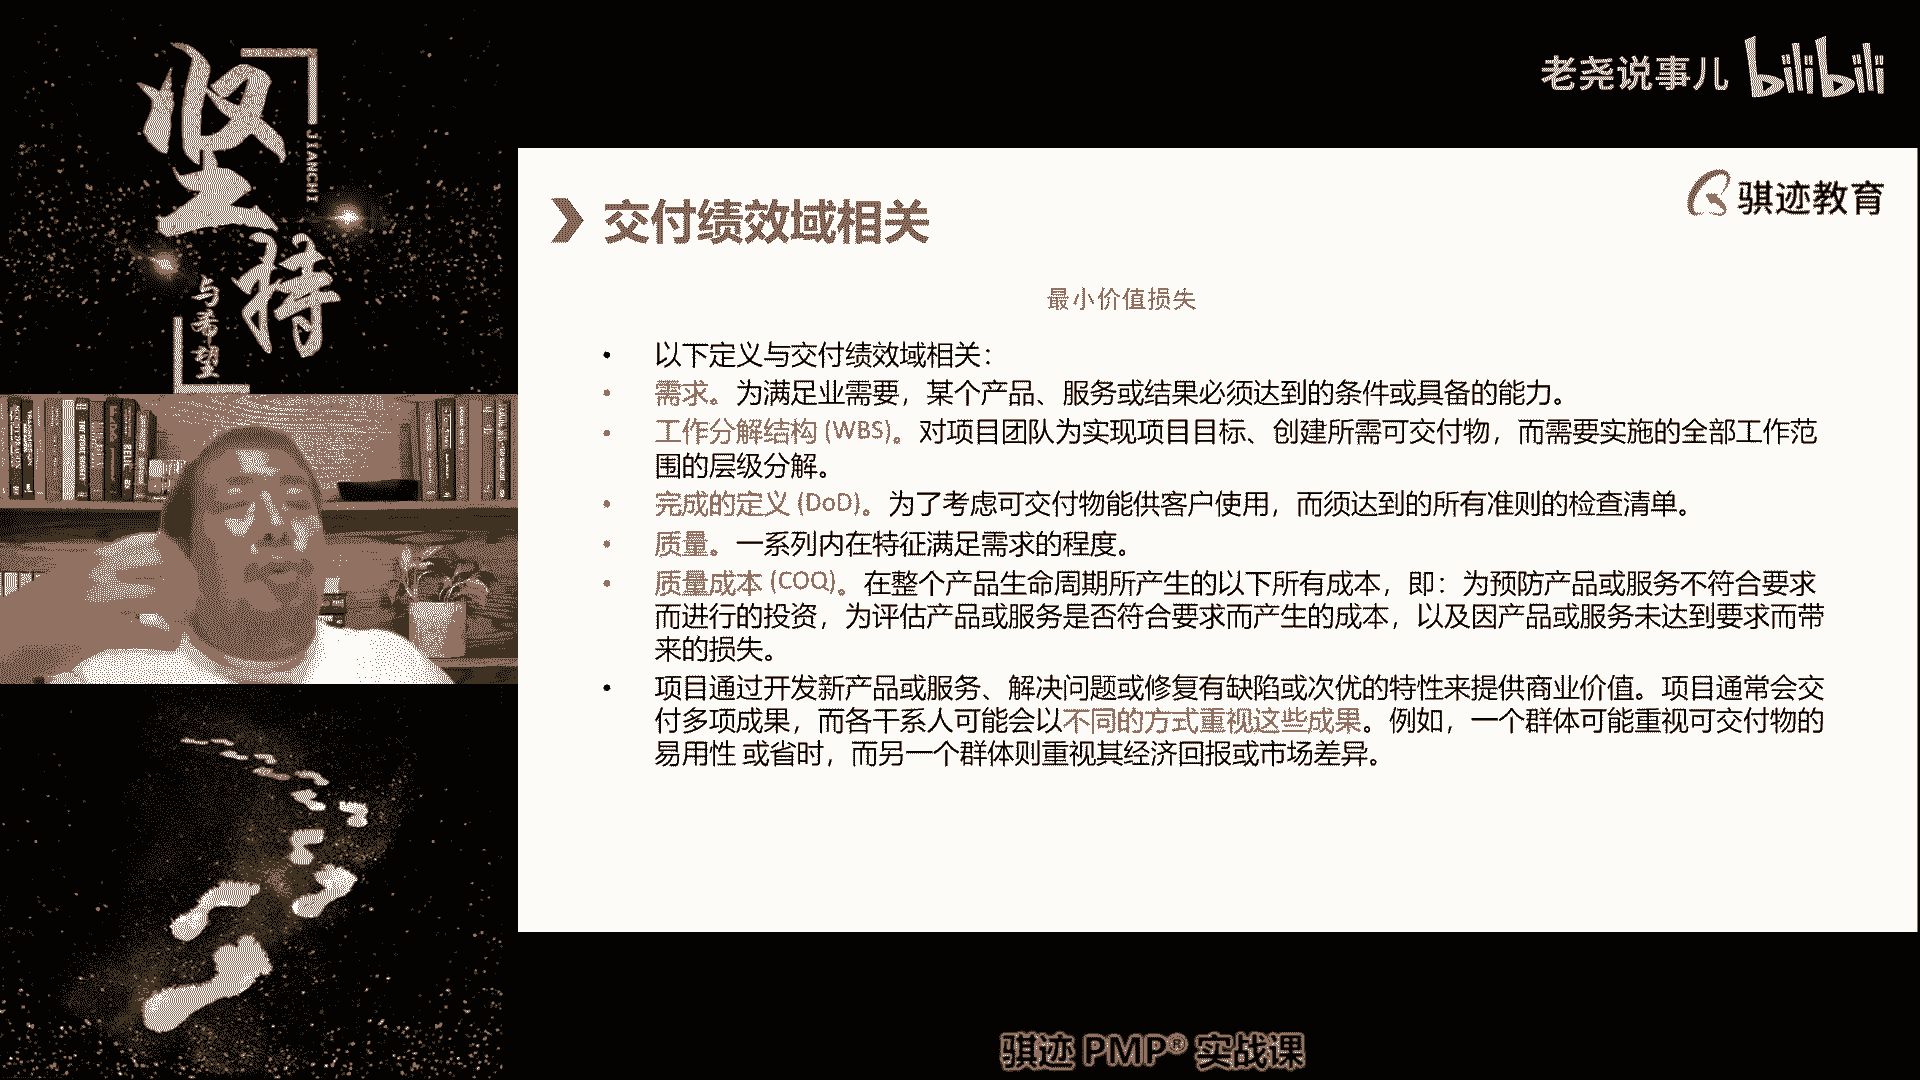 坚持
JIANCHI
与希望
老尧说事儿 bilibili
骐迹教育
交付绩效域相关
最小价值损失
• 以下定义与交付绩效域相关：
• 需求。为满足业需要，某个产品、服务或结果必须达到的条件或具备的能力。
• 工作分解结构 (WBS)。对项目团队为实现项目目标、创建所需可交付物，而需要实施的全部工作范
围的层级分解。
• 完成的定义 (DoD)。为了考虑可交付物能供客户使用，而须达到的所有准则的检查清单。
• 质量。一系列内在特征满足需求的程度。
• 质量成本 (COQ)。在整个产品生命周期所产生的以下所有成本，即：为预防产品或服务不符合要求
而进行的投资，为评估产品或服务是否符合要求而产生的成本，以及因产品或服务未达到要求而带
来的损失。
• 项目通过开发新产品或服务、解决问题或修复有缺陷或次优的特性来提供商业价值。项目通常会交
付多项成果，而各干系人可能会以不同的方式重视这些成果。例如，一个群体可能重视可交付物的
易用性 或省时，而另一个群体则重视其经济回报或市场差异。
骐迹 PMP® 实战课